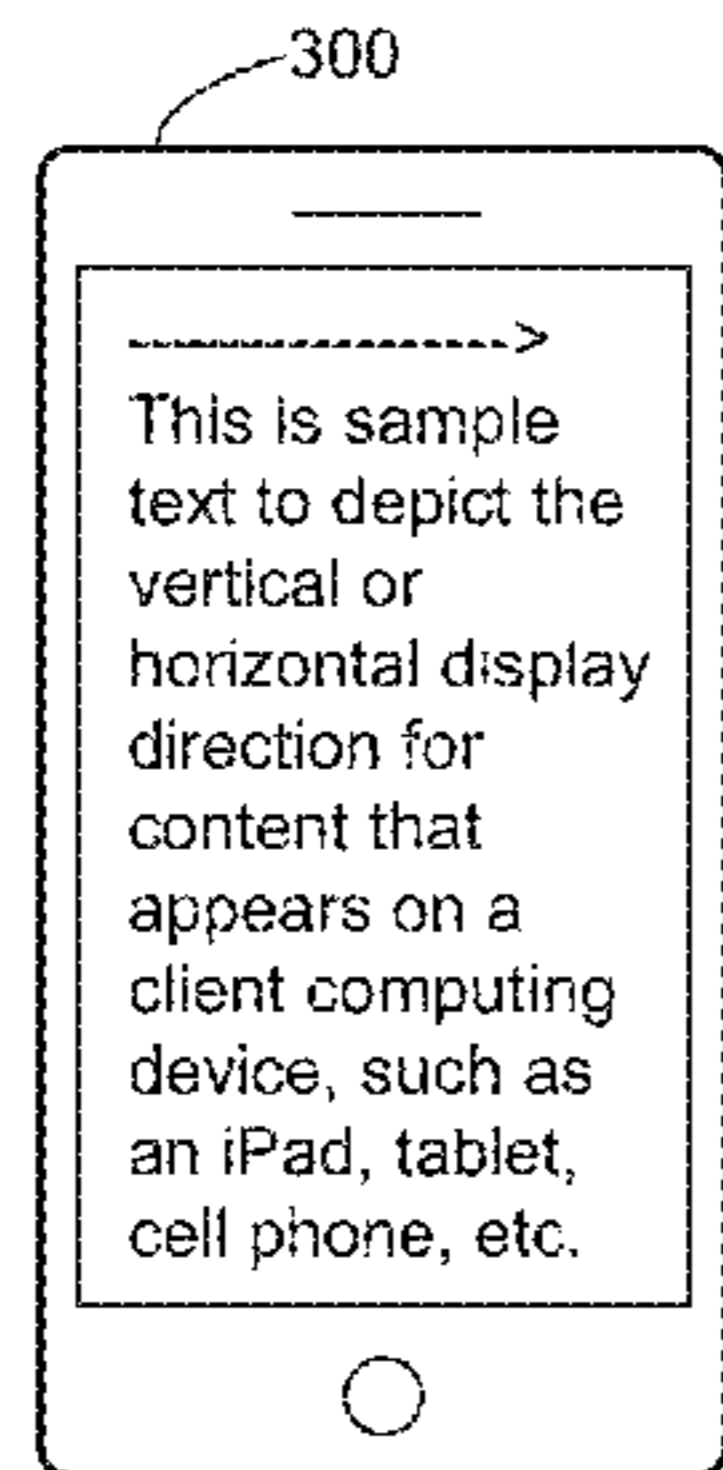 300
---------------->
This is sample
text to depict the
vertical or
horizontal display
direction for
content that
appears on a
client computing
device, such as
an iPad, tablet,
cell phone, etc.